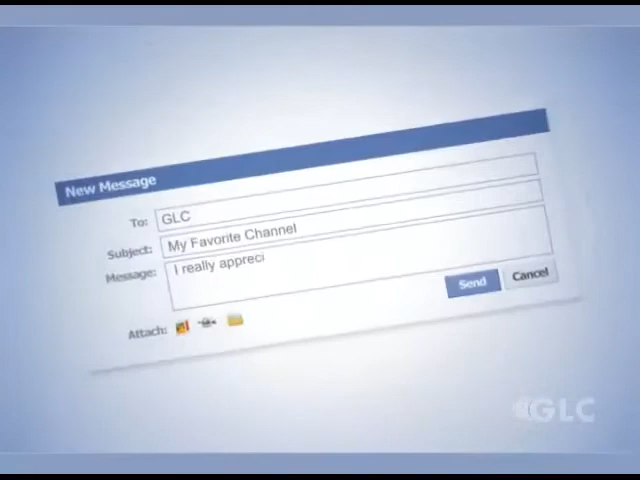 New Message
To: GLC
Subject: My Favorite Channel
Message: I really appreci
Send Cancel
Attach:
GLC